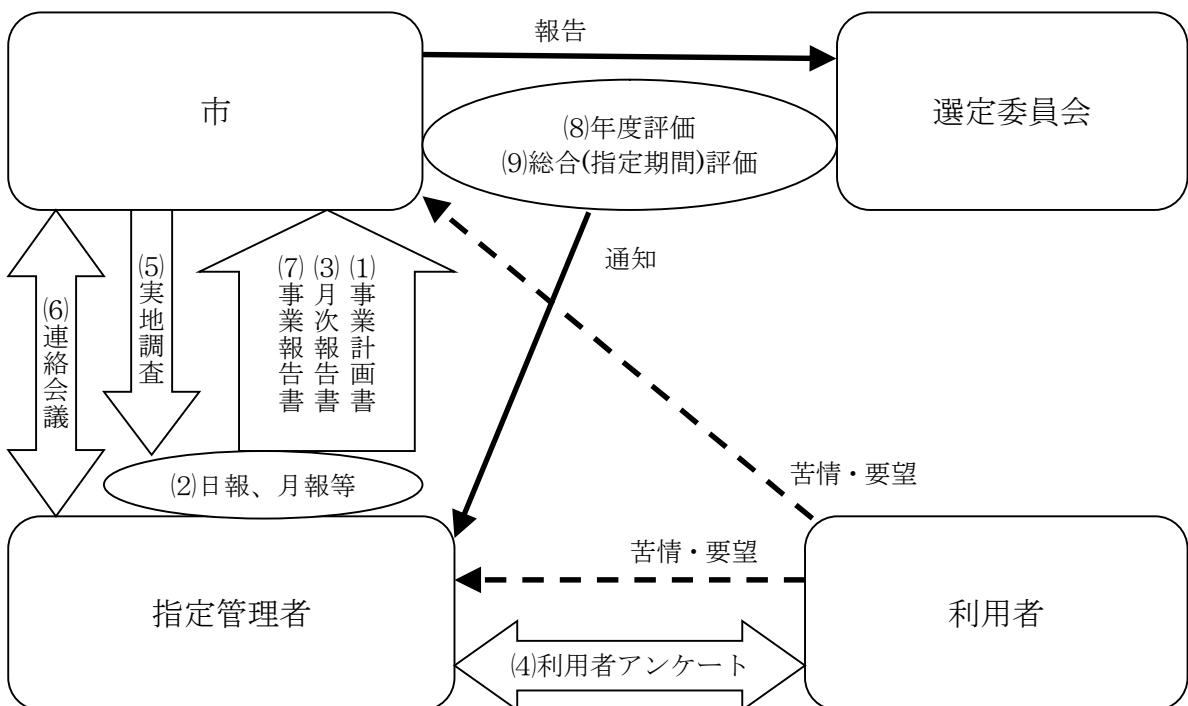 報告
市
選定委員会
⑻年度評価
⑼総合(指定期間)評価
通知
⑴事業計画書
⑶月次報告書
⑺事業報告書
⑸実地調査
⑹連絡会議
⑵日報、月報等
苦情・要望
苦情・要望
指定管理者
利用者
⑷利用者アンケート